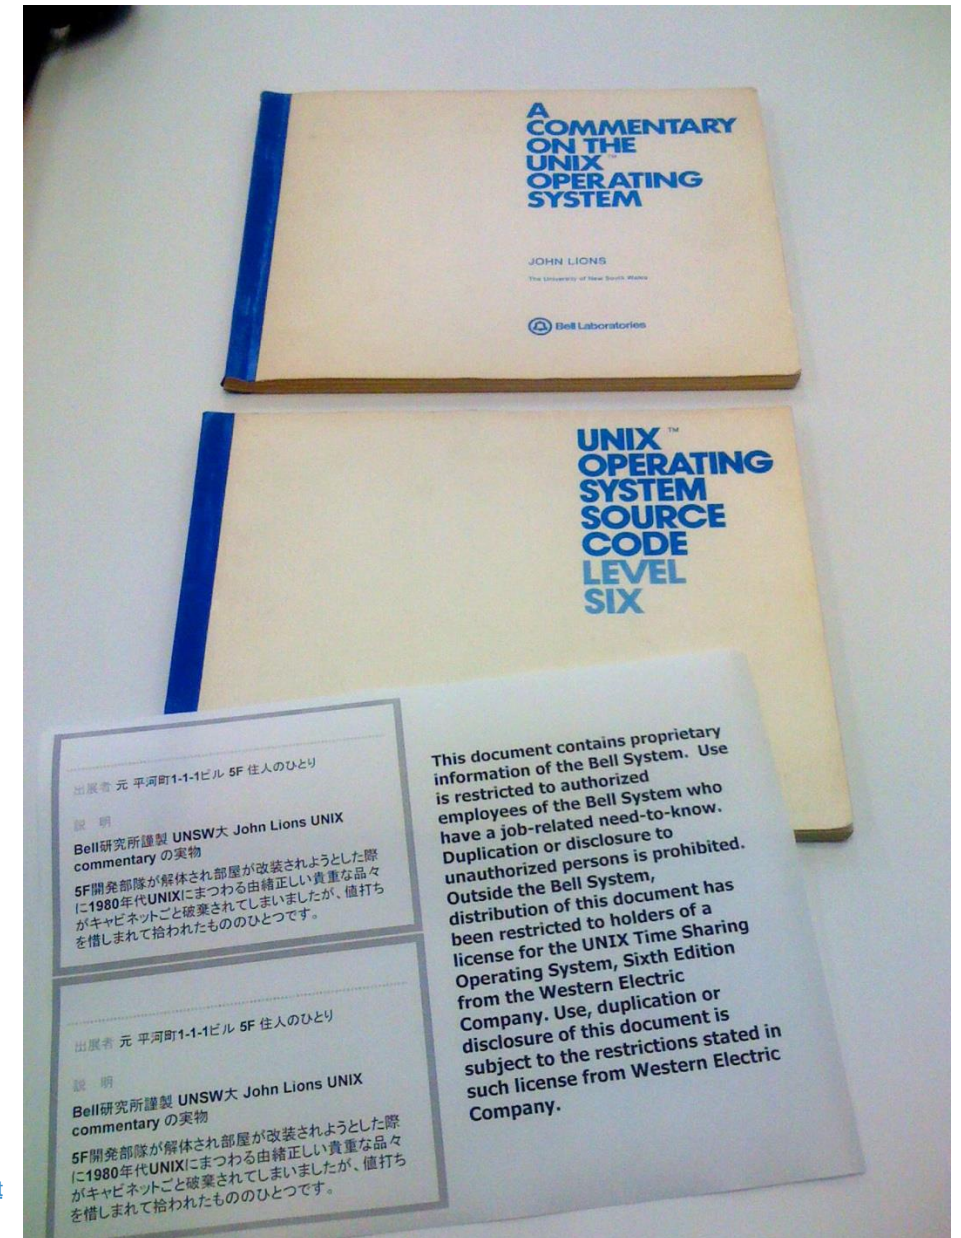 A
COMMENTARY
ON THE
UNIX™
OPERATING
SYSTEM
JOHN LIONS
The University of New South Wales
Bell Laboratories
UNIX™
OPERATING
SYSTEM
SOURCE
CODE
LEVEL
SIX
出展者 元 平河町1-1-1ビル 5F 住人のひとり
説 明
Bell研究所謹製 UNSW大 John Lions UNIX
commentary の実物
5F開発部隊が解体され部屋が改装されようとした際
に1980年代UNIXにまつわる由緒正しい貴重な品々
がキャビネットごと破棄されてしまいましたが、値打ち
を惜しまれて拾われたもののひとつです。
出展者 元 平河町1-1-1ビル 5F 住人のひとり
説 明
Bell研究所謹製 UNSW大 John Lions UNIX
commentary の実物
5F開発部隊が解体され部屋が改装されようとした際
に1980年代UNIXにまつわる由緒正しい貴重な品々
がキャビネットごと破棄されてしまいましたが、値打ち
を惜しまれて拾われたもののひとつです。
This document contains proprietary
information of the Bell System. Use
is restricted to authorized
employees of the Bell System who
have a job-related need-to-know.
Duplication or disclosure to
unauthorized persons is prohibited.
Outside the Bell System,
distribution of this document has
been restricted to holders of a
license for the UNIX Time Sharing
Operating System, Sixth Edition
from the Western Electric
Company. Use, duplication or
disclosure of this document is
subject to the restrictions stated in
such license from Western Electric
Company.